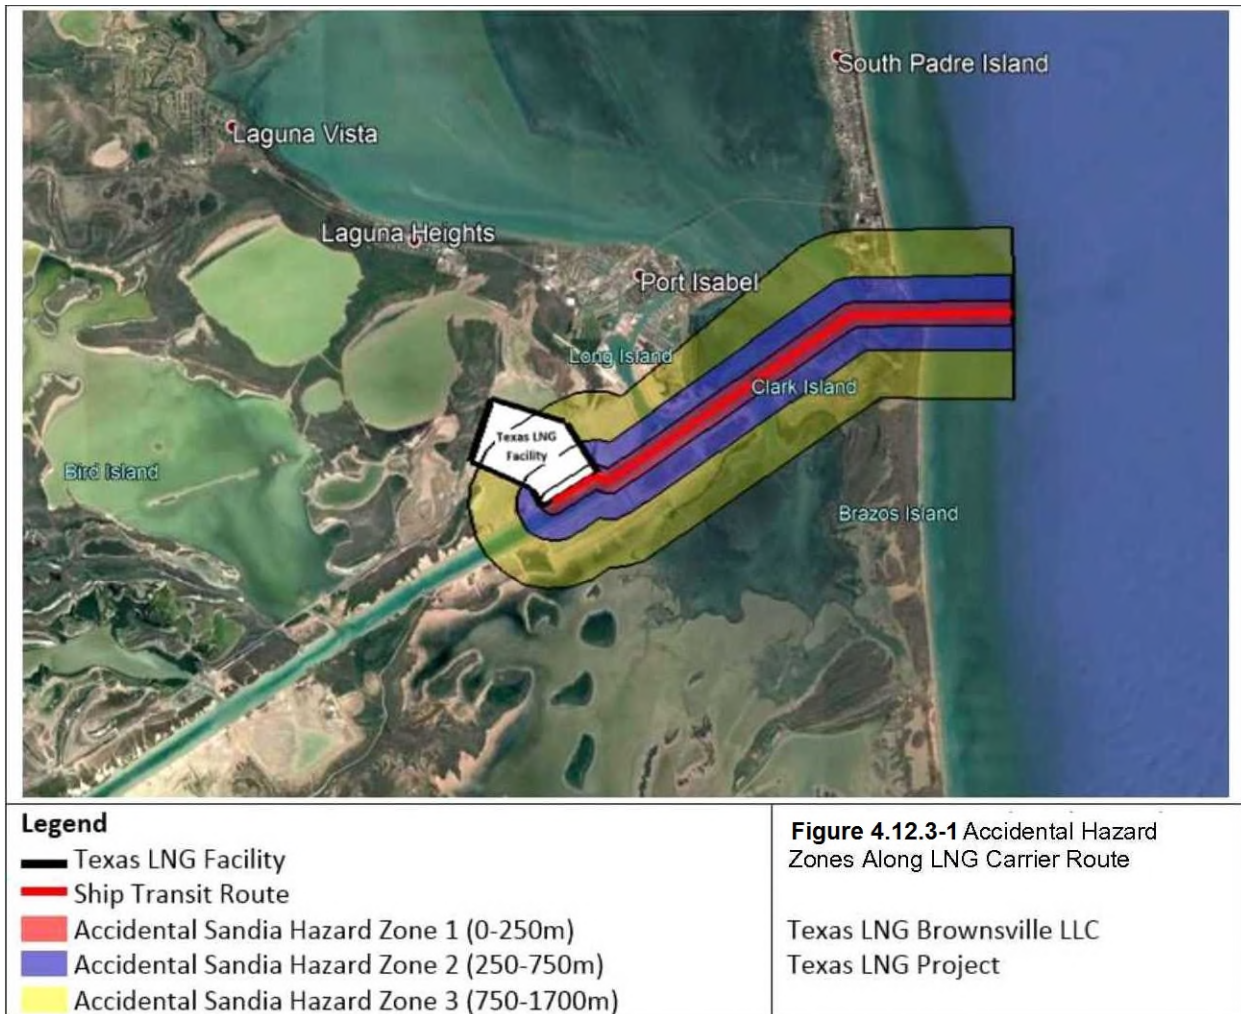 South Padre Island
Laguna Vista
Laguna Heights
Port Isabel
Long Island
Clark Island
Texas LNG
Facility
Bird Island
Brazos Island
Legend
Texas LNG Facility
Ship Transit Route
Accidental Sandia Hazard Zone 1 (0-250m)
Accidental Sandia Hazard Zone 2 (250-750m)
Accidental Sandia Hazard Zone 3 (750-1700m)
Figure 4.12.3-1 Accidental Hazard
Zones Along LNG Carrier Route
Texas LNG Brownsville LLC
Texas LNG Project